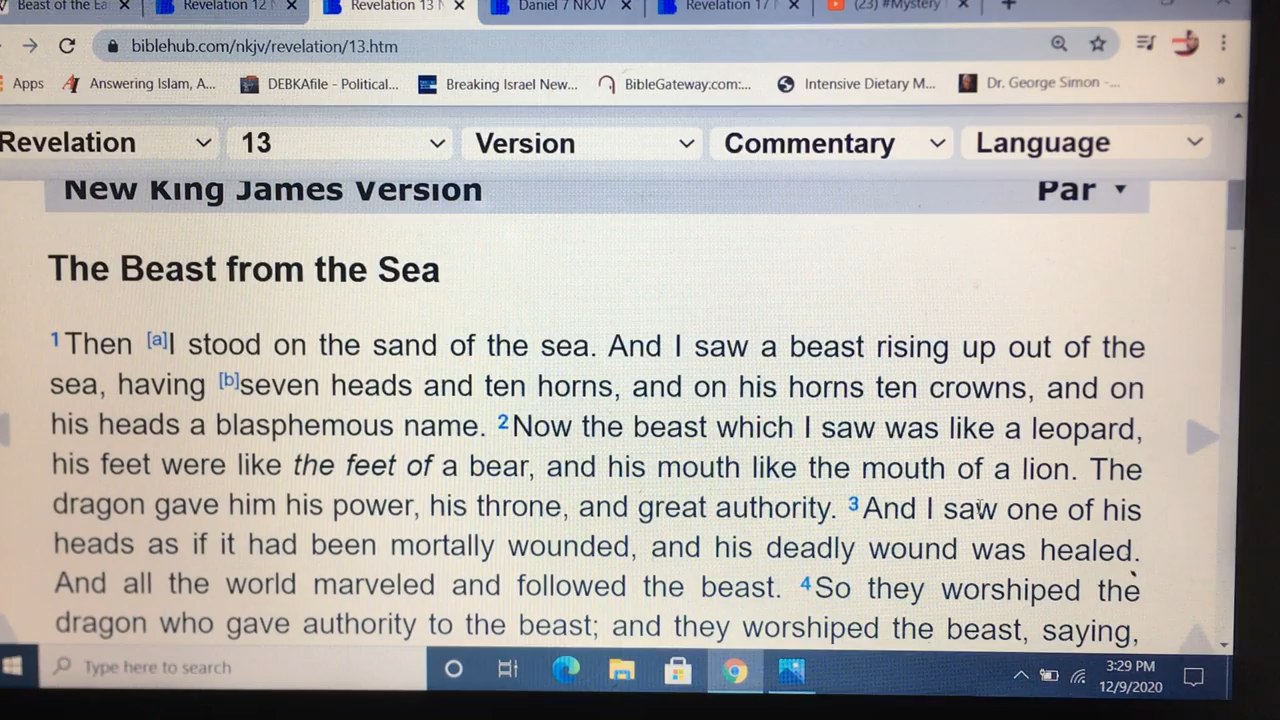 Beast of the Ea
Revelation 12
Revelation 13
Daniel 7 NKJV
Revelation 17
(23) #Mystery
biblehub.com/nkjv/revelation/13.htm
Apps Answering Islam, A... DEBKAfile - Political... Breaking Israel New... BibleGateway.com:... Intensive Dietary M... Dr. George Simon -... »
Revelation 13 Version Commentary Language
New King James Version Par ▼
The Beast from the Sea
1 Then [a]I stood on the sand of the sea. And I saw a beast rising up out of the
sea, having [b]seven heads and ten horns, and on his horns ten crowns, and on
his heads a blasphemous name. 2 Now the beast which I saw was like a leopard,
his feet were like the feet of a bear, and his mouth like the mouth of a lion. The
dragon gave him his power, his throne, and great authority. 3 And I saw one of his
heads as if it had been mortally wounded, and his deadly wound was healed.
And all the world marveled and followed the beast. 4 So they worshiped the
dragon who gave authority to the beast; and they worshiped the beast, saying,
Type here to search
3:29 PM
12/9/2020